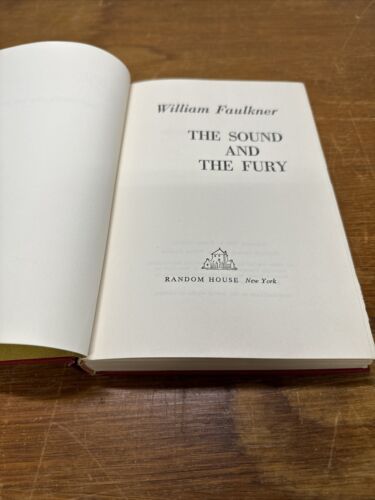 William Faulkner
THE SOUND
AND
THE FURY
RANDOM HOUSE New York